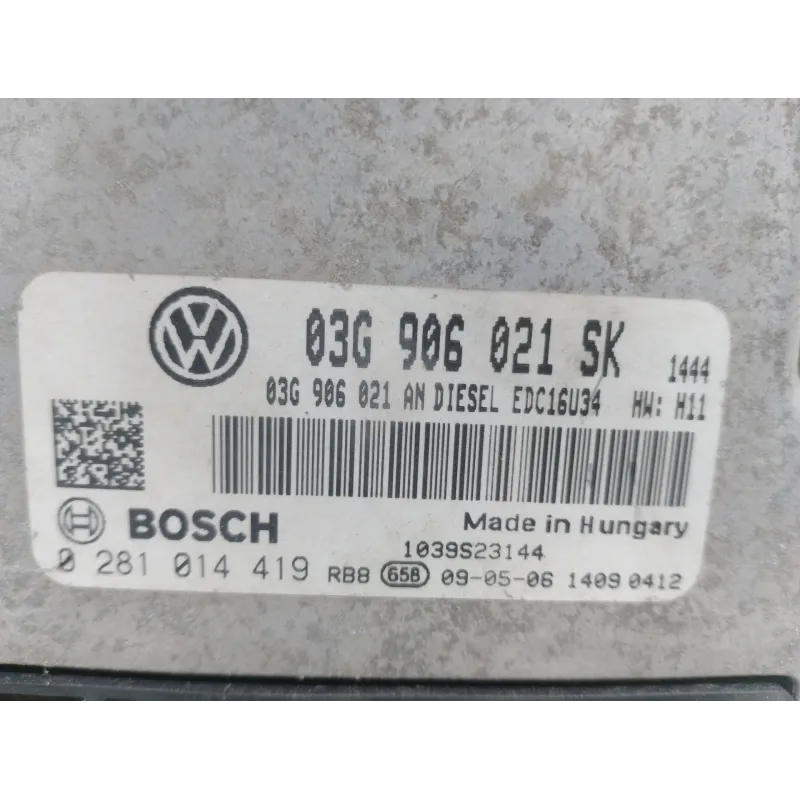 03G 906 021 SK 1444
03G 906 021 AN DIESEL EDC16U34 HW: H11
BOSCH Made in Hungary
1039S23144
0 281 014 419 RB8 65B 09-05-06 1409 0412